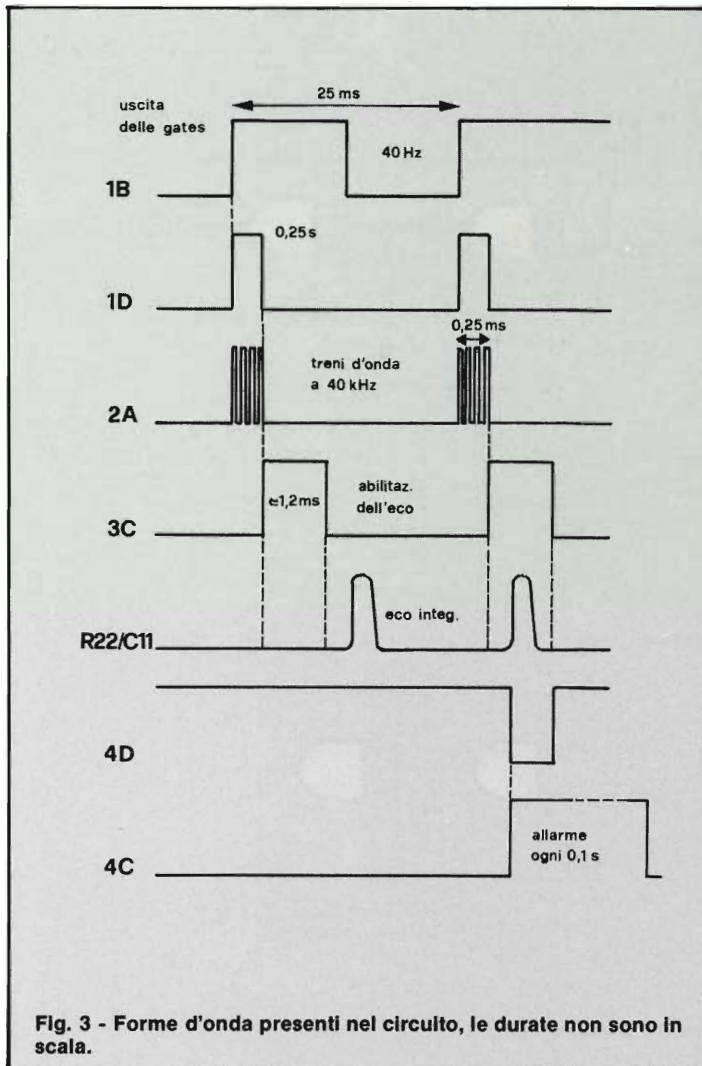 25 ms
uscita
delle gates
40 Hz
1B
0,25 s
1D
0,25 ms
treni d'onda
a 40 kHz
2A
≃1,2ms
abilitaz.
dell'eco
3C
eco integ.
R22/C11
4D
allarme
ogni 0,1 s
4C
Fig. 3 - Forme d'onda presenti nel circuito, le durate non sono in
scala.